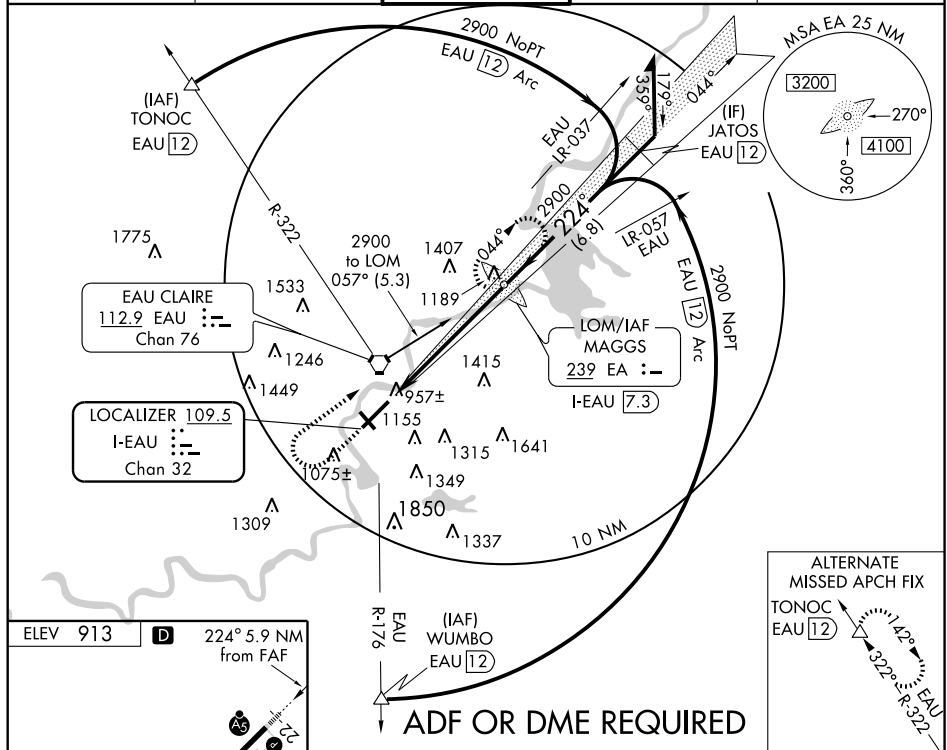 2900 NoPT
EAU 12 Arc
MSA EA 25 NM
3200
270°
4100
360°
(IAF)
TONOC
EAU 12
EAU
LR-037
359°
179°
044°
(IF)
JATOS
EAU 12
R-322
2900
044°
224°
(6.8)
LR-057
EAU
2900 NoPT
EAU 12 Arc
1775
2900
to LOM
057° (5.3)
1407
1189
1533
EAU CLAIRE
112.9 EAU
Chan 76
LOM/IAF
MAGGS
239 EA
I-EAU 7.3
1246
1415
1449
957±
LOCALIZER 109.5
I-EAU
Chan 32
1155
1315
1641
1075±
1349
1309
1850
1337
10 NM
ELEV 913
D
224° 5.9 NM
from FAF
A5
P
22
EAU
R-176
(IAF)
WUMBO
EAU 12
ADF OR DME REQUIRED
ALTERNATE
MISSED APCH FIX
TONOC
EAU 12
142°
322°
EAU
R-322